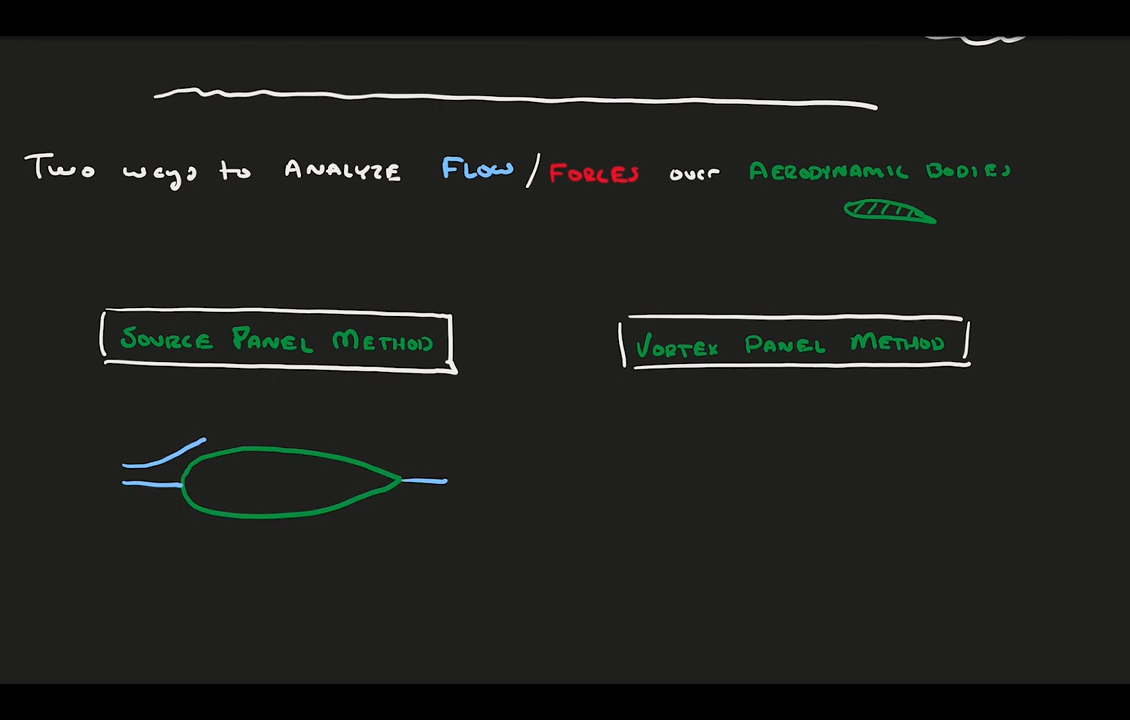 Two ways to ANALYZE FLOW/FORCES over AERODYNAMIC BODIES
SOURCE PANEL METHOD
VORTEX PANEL METHOD